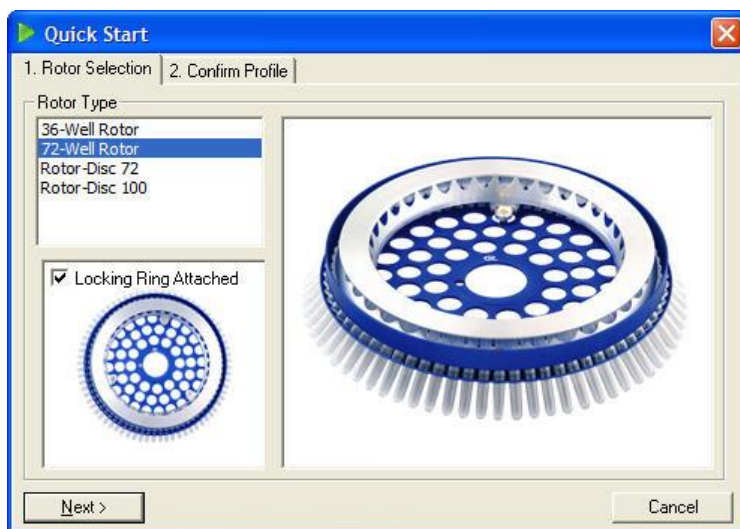 Quick Start
1. Rotor Selection
2. Confirm Profile
Rotor Type
36-Well Rotor
72-Well Rotor
Rotor-Disc 72
Rotor-Disc 100
Locking Ring Attached
Next >
Cancel